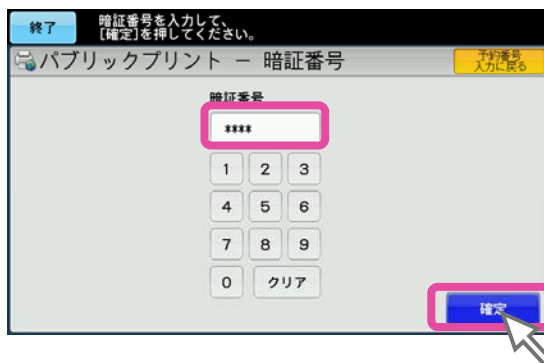 終了
暗証番号を入力して、
［確定］を押してください。
パブリックプリント － 暗証番号
予約番号
入力に戻る
暗証番号
****
1 2 3
4 5 6
7 8 9
0 クリア
確定